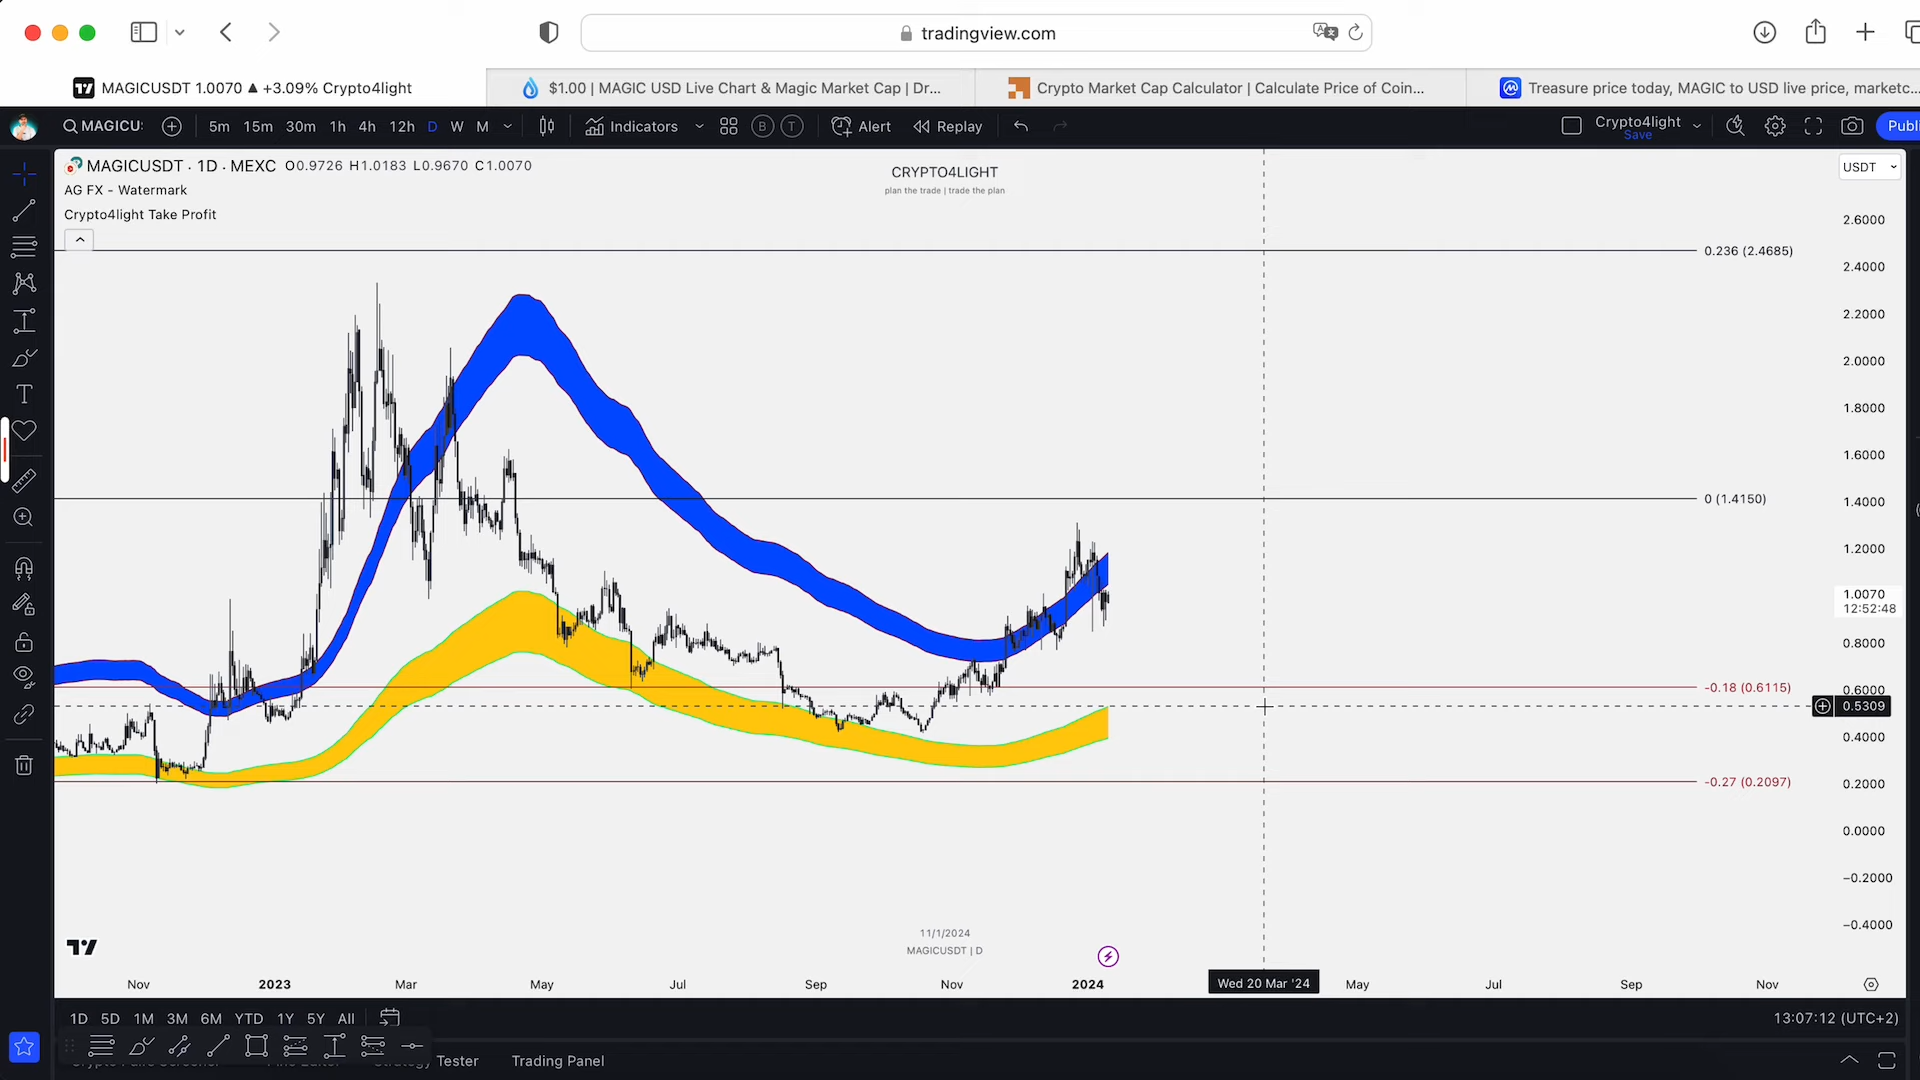 tradingview.com
MAGICUSDT 1.0070 ▲ +3.09% Crypto4light
$1.00 | MAGIC USD Live Chart & Magic Market Cap | Dr...
Crypto Market Cap Calculator | Calculate Price of Coin...
Treasure price today, MAGIC to USD live price, marketc...
MAGICU: 5m 15m 30m 1h 4h 12h D W M Indicators B T Alert Replay Crypto4light Publi
Save
MAGICUSDT · 1D · MEXC O0.9726 H1.0183 L0.9670 C1.0070
AG FX - Watermark
Crypto4light Take Profit
CRYPTO4LIGHT
plan the trade | trade the plan
USDT
2.6000
0.236 (2.4685)
2.4000
2.2000
2.0000
1.8000
1.6000
0 (1.4150)
1.4000
1.2000
1.0070
12:52:48
0.8000
-0.18 (0.6115)
0.6000
0.5309
0.4000
-0.27 (0.2097)
0.2000
0.0000
−0.2000
−0.4000
11/1/2024
MAGICUSDT | D
Nov 2023 Mar May Jul Sep Nov 2024 Wed 20 Mar '24 May Jul Sep Nov
1D 5D 1M 3M 6M YTD 1Y 5Y All
13:07:12 (UTC+2)
Tester Trading Panel